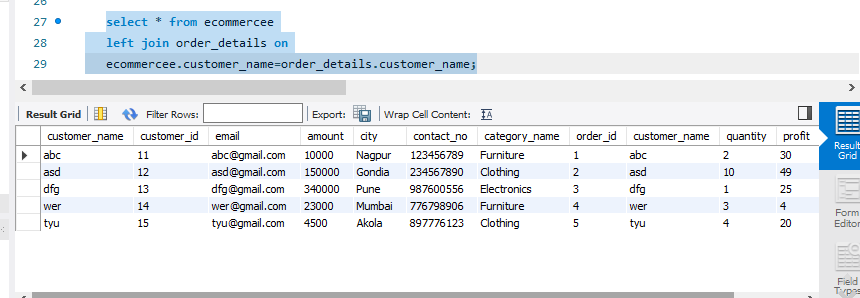 26
27 select * from ecommercee
28 left join order_details on
29 ecommercee.customer_name=order_details.customer_name;
Result Grid Filter Rows: Export: Wrap Cell Content:
customer_name customer_id email amount city contact_no category_name order_id customer_name quantity profit
abc 11 abc@gmail.com 10000 Nagpur 123456789 Furniture 1 abc 2 30
asd 12 asd@gmail.com 150000 Gondia 234567890 Clothing 2 asd 10 49
dfg 13 dfg@gmail.com 340000 Pune 987600556 Electronics 3 dfg 1 25
wer 14 wer@gmail.com 23000 Mumbai 776798906 Furniture 4 wer 3 4
tyu 15 tyu@gmail.com 4500 Akola 897776123 Clothing 5 tyu 4 20
Result
Grid
Form
Editor
Field
Types